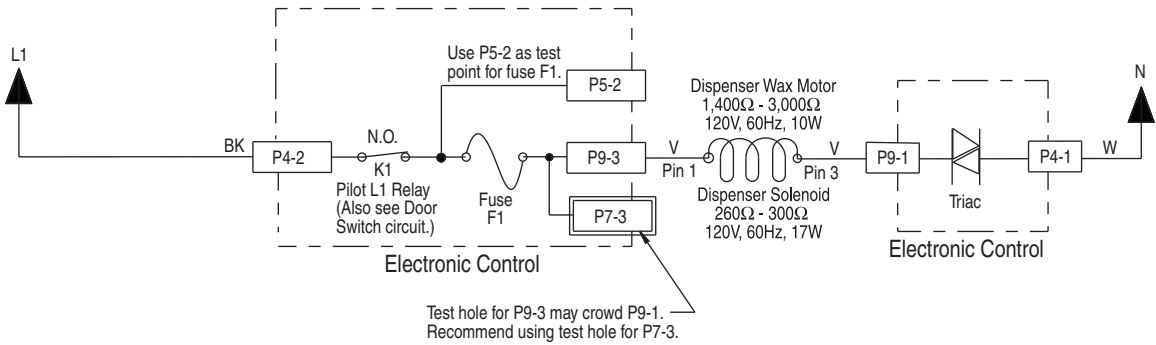 L1
BK
P4-2
N.O.
K1
Pilot L1 Relay
(Also see Door
Switch circuit.)
Use P5-2 as test
point for fuse F1.
P5-2
Fuse
F1
P9-3
P7-3
Electronic Control
Test hole for P9-3 may crowd P9-1.
Recommend using test hole for P7-3.
V
Pin 1
Dispenser Wax Motor
1,400Ω - 3,000Ω
120V, 60Hz, 10W
Dispenser Solenoid
260Ω - 300Ω
120V, 60Hz, 17W
V
Pin 3
P9-1
Triac
P4-1
Electronic Control
W
N